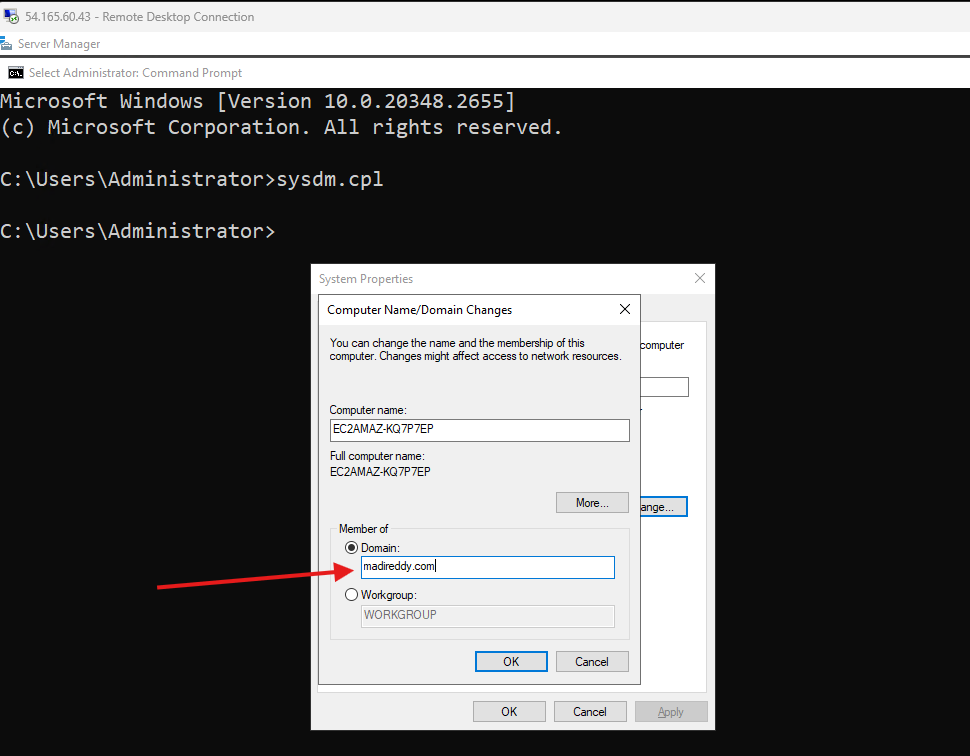 54.165.60.43 - Remote Desktop Connection
Server Manager
Select Administrator: Command Prompt
Microsoft Windows [Version 10.0.20348.2655]
(c) Microsoft Corporation. All rights reserved.
C:\Users\Administrator>sysdm.cpl
C:\Users\Administrator>
System Properties
Computer Name/Domain Changes
You can change the name and the membership of this
computer. Changes might affect access to network resources.
computer
Computer name:
EC2AMAZ-KQ7P7EP
Full computer name:
EC2AMAZ-KQ7P7EP
More...
ange...
Member of
Domain:
madireddy.com
Workgroup:
WORKGROUP
OK Cancel
OK Cancel Apply